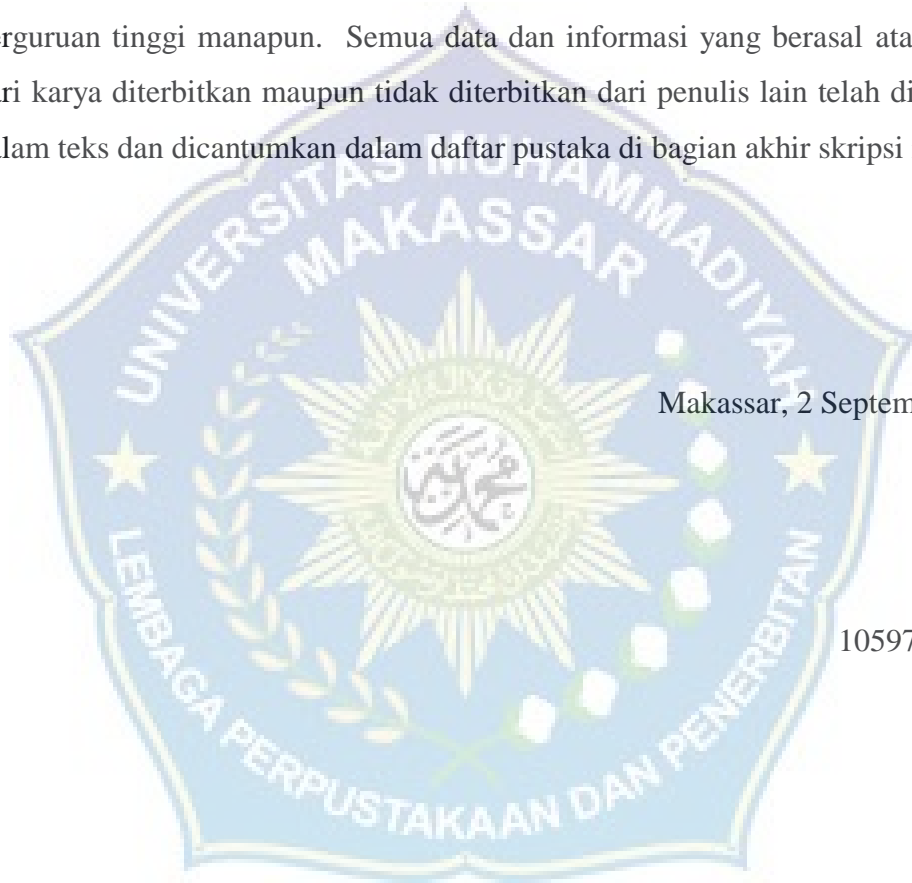 erguruan tinggi manapun. Semua data dan informasi yang berasal ata
ri karya diterbitkan maupun tidak diterbitkan dari penulis lain telah di
alam teks dan dicantumkan dalam daftar pustaka di bagian akhir skripsi
UNIVERSITAS MUHAMMADIYAH
MAKASSAR
Makassar, 2 Septem
10597
LEMBAGA PERPUSTAKAAN DAN PENERBITAN